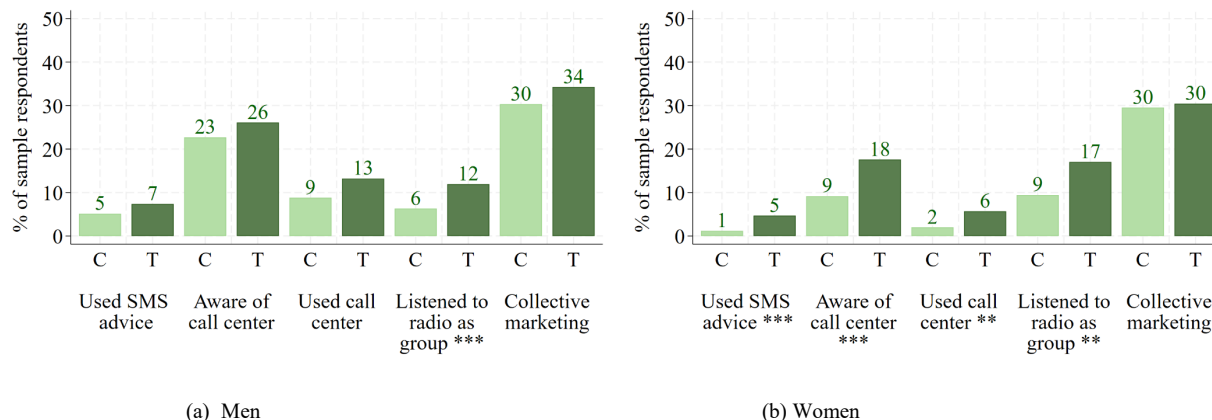 % of sample respondents
50
40
30
20
10
0
5 7 23 26 9 13 6 12 30 34
C T C T C T C T C T
Used SMS advice
Aware of call center
Used call center
Listened to radio as group ***
Collective marketing
(a) Men
% of sample respondents
50
40
30
20
10
0
1 5 9 18 2 6 9 17 30 30
C T C T C T C T C T
Used SMS advice ***
Aware of call center ***
Used call center **
Listened to radio as group **
Collective marketing
(b) Women